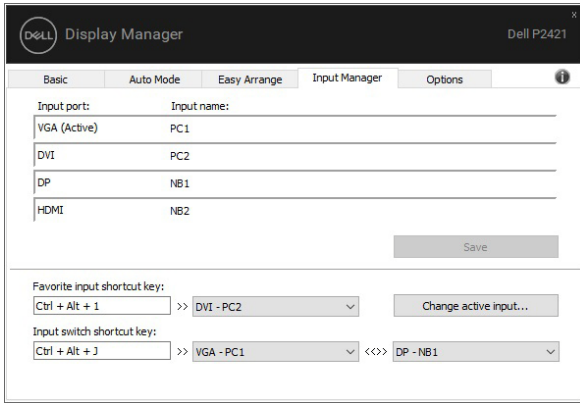 x
DELL Display Manager Dell P2421
Basic Auto Mode Easy Arrange Input Manager Options i
Input port: Input name:
VGA (Active) PC1
DVI PC2
DP NB1
HDMI NB2
Save
Favorite input shortcut key:
Ctrl + Alt + 1 >> DVI - PC2 Change active input...
Input switch shortcut key:
Ctrl + Alt + J >> VGA - PC1 <<>> DP - NB1